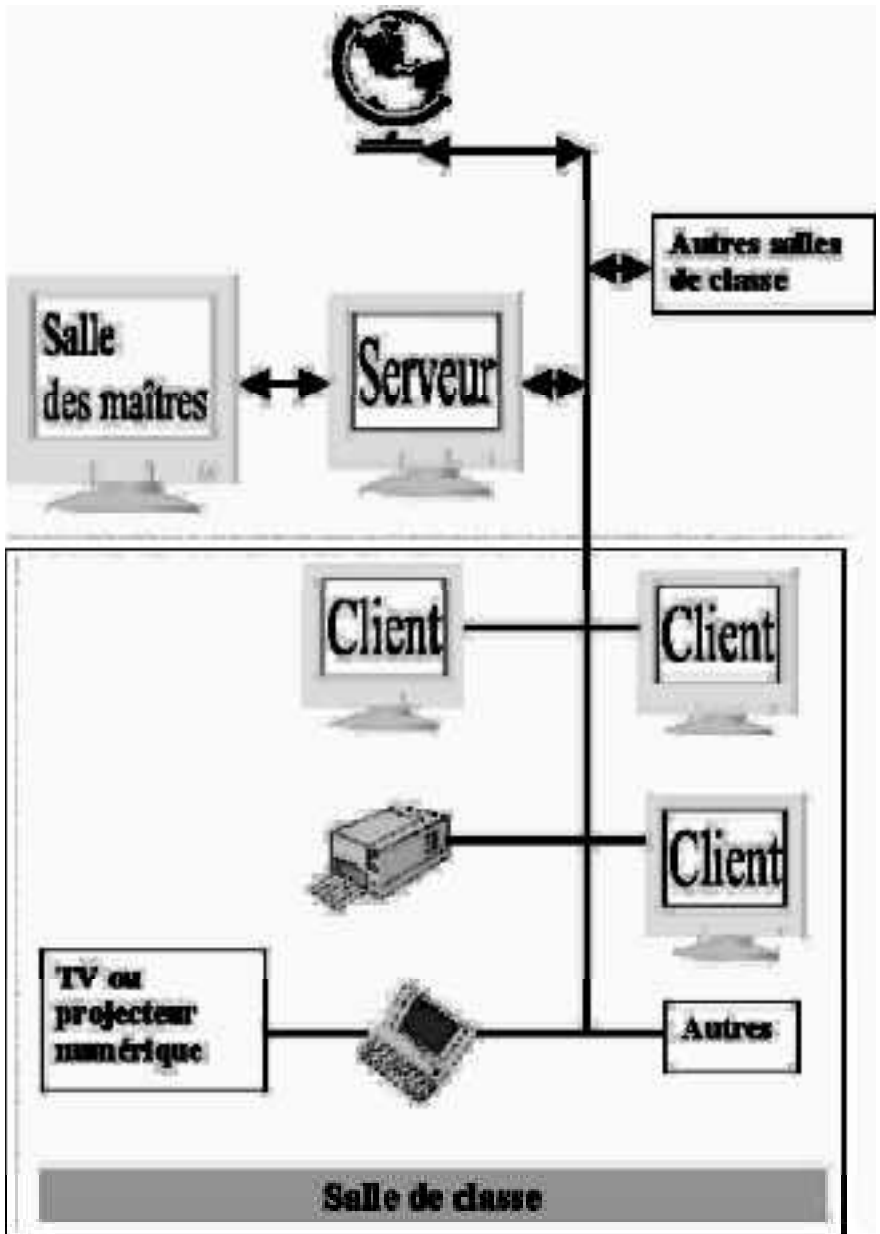 Autres salles
de classe
Salle
des maîtres
Serveur
Client
Client
Client
TV ou
projecteur
numérique
Autres
Salle de classe